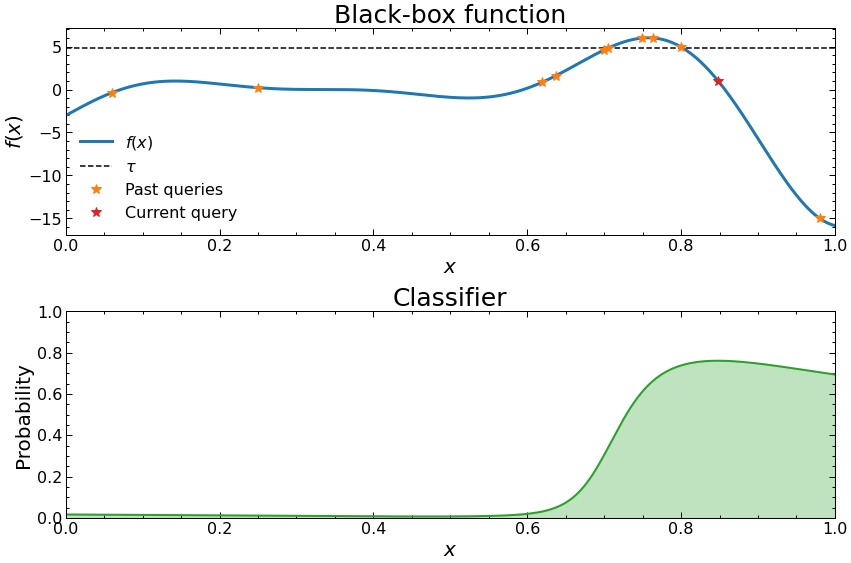 Black-box function
5
0
−5
−10
−15
f(x)
f(x)
τ
Past queries
Current query
0.0 0.2 0.4 0.6 0.8 1.0
x
Classifier
1.0
0.8
0.6
0.4
0.2
0.0
Probability
0.0 0.2 0.4 0.6 0.8 1.0
x